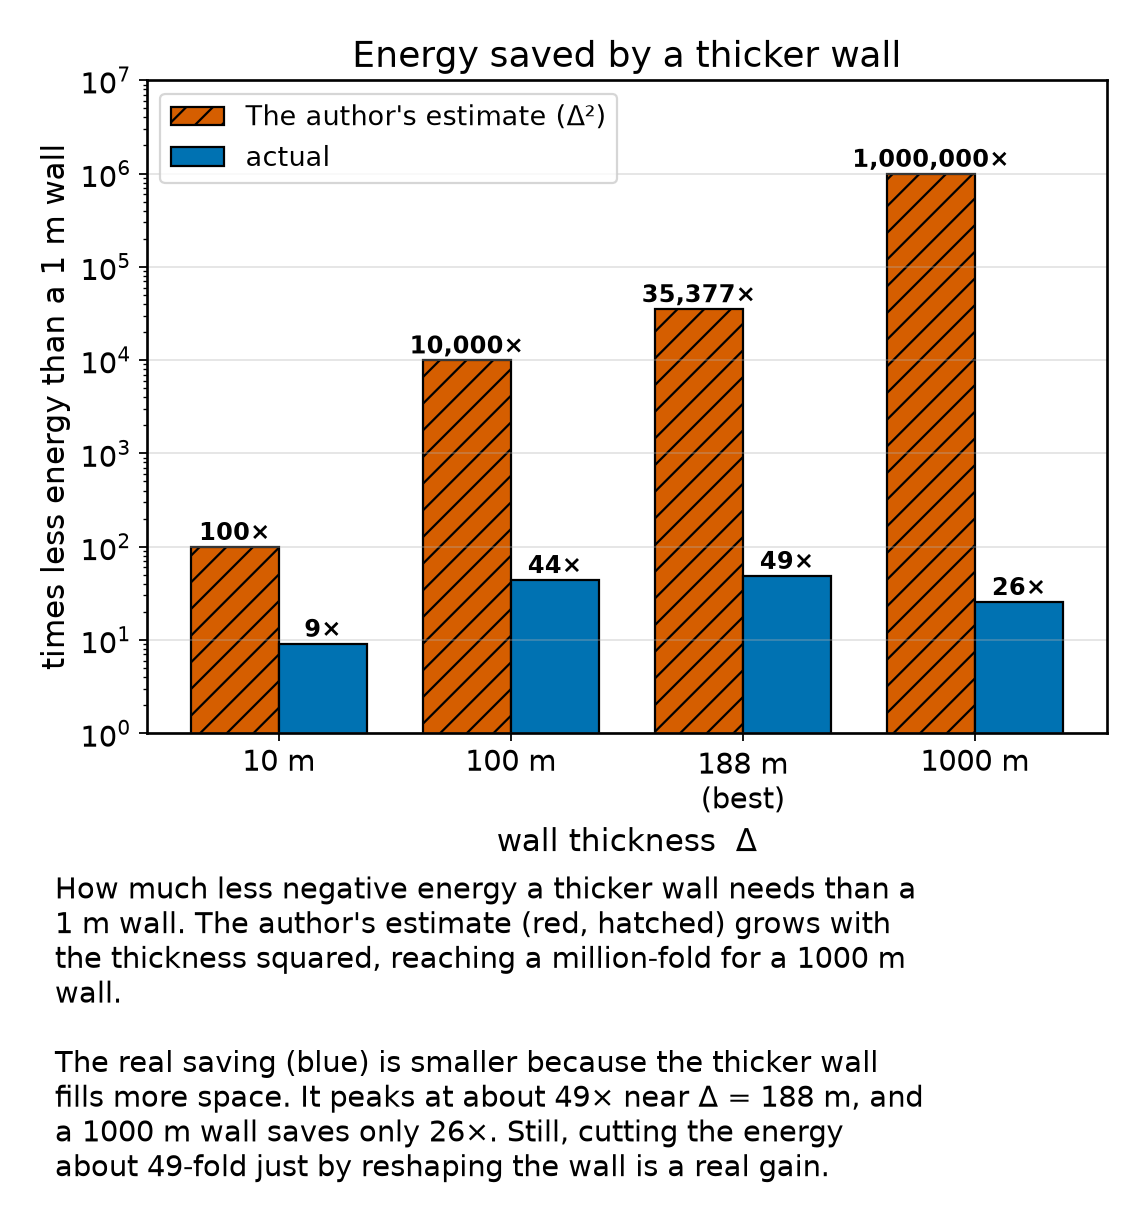 Energy saved by a thicker wall
10⁷
10⁶
10⁵
10⁴
10³
10²
10¹
10⁰
times less energy than a 1 m wall
The author's estimate (Δ²)
actual
100×
9×
10,000×
44×
35,377×
49×
1,000,000×
26×
10 m
100 m
188 m
(best)
1000 m
wall thickness Δ
How much less negative energy a thicker wall needs than a
1 m wall. The author's estimate (red, hatched) grows with
the thickness squared, reaching a million-fold for a 1000 m
wall.
The real saving (blue) is smaller because the thicker wall
fills more space. It peaks at about 49× near Δ = 188 m, and
a 1000 m wall saves only 26×. Still, cutting the energy
about 49-fold just by reshaping the wall is a real gain.